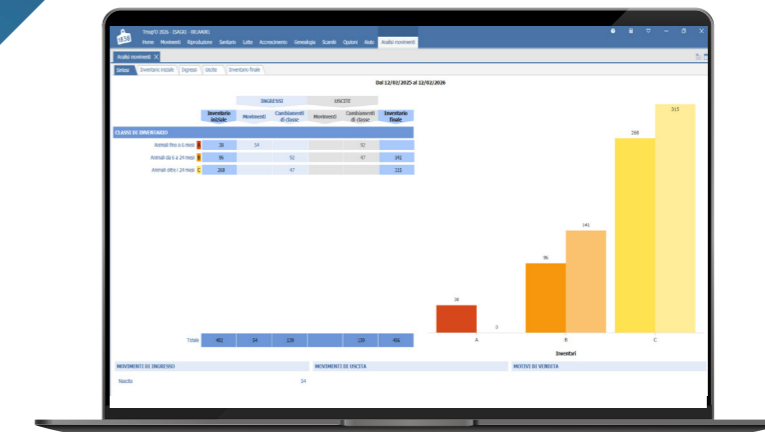 Troup'O 2026 - ISAGRI - 001AA001
1838
Home Movimenti Riproduzione Sanitario Latte Accrescimento Genealogia Scambi Opzioni Aiuto Analisi movimenti
Analisi movimenti X
Sintesi Inventario iniziale Ingressi Uscite Inventario finale
Dal 12/02/2025 al 12/02/2026
INGRESSI USCITE
Inventario iniziale Movimenti Cambiamenti di classe Movimenti Cambiamenti di classe Inventario finale
CLASSI DI INVENTARIO
Animali fino a 6 mesi A 38 54 92
Animali da 6 a 24 mesi B 96 92 47 141
Animali oltre i 24 mesi C 268 47 315
38
0
96
141
268
315
A B C
Inventari
Totale 402 54 139 139 456
MOVIMENTI DI INGRESSO MOVIMENTI DI USCITA MOTIVI DI VENDITA
Nascita 54